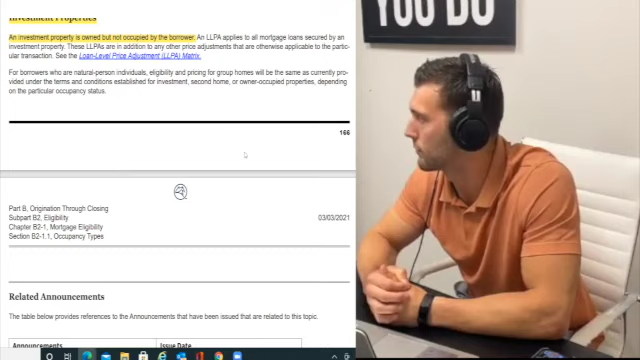 Investment Properties
An investment property is owned but not occupied by the borrower. An LLPA applies to all mortgage loans secured by an
investment property. These LLPAs are in addition to any other price adjustments that are otherwise applicable to the partic-
ular transaction. See the Loan-Level Price Adjustment (LLPA) Matrix.
For borrowers who are natural-person individuals, eligibility and pricing for group homes will be the same as currently pro-
vided under the terms and conditions established for investment, second home, or owner-occupied properties, depending
on the particular occupancy status.
166
Part B, Origination Through Closing
Subpart B2, Eligibility
03/03/2021
Chapter B2-1, Mortgage Eligibility
Section B2-1.1, Occupancy Types
Related Announcements
The table below provides references to the Announcements that have been issued that are related to this topic.
Announcements
Issue Date
YOU DO